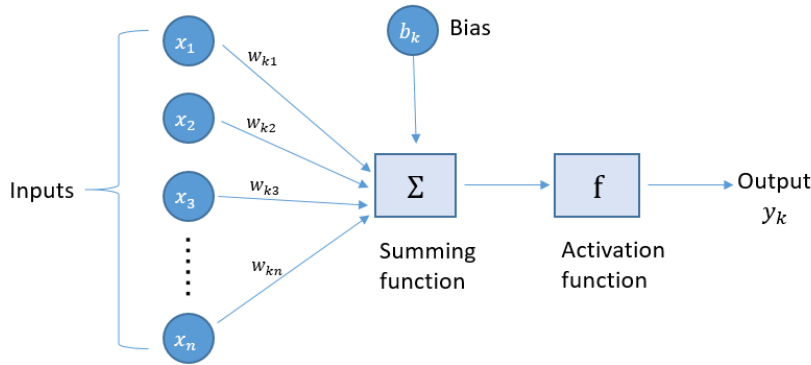 x₁
x₂
x₃
xₙ
Inputs
wₖ₁
wₖ₂
wₖ₃
wₖₙ
bₖ
Bias
Σ
Summing
function
f
Activation
function
Output
yₖ